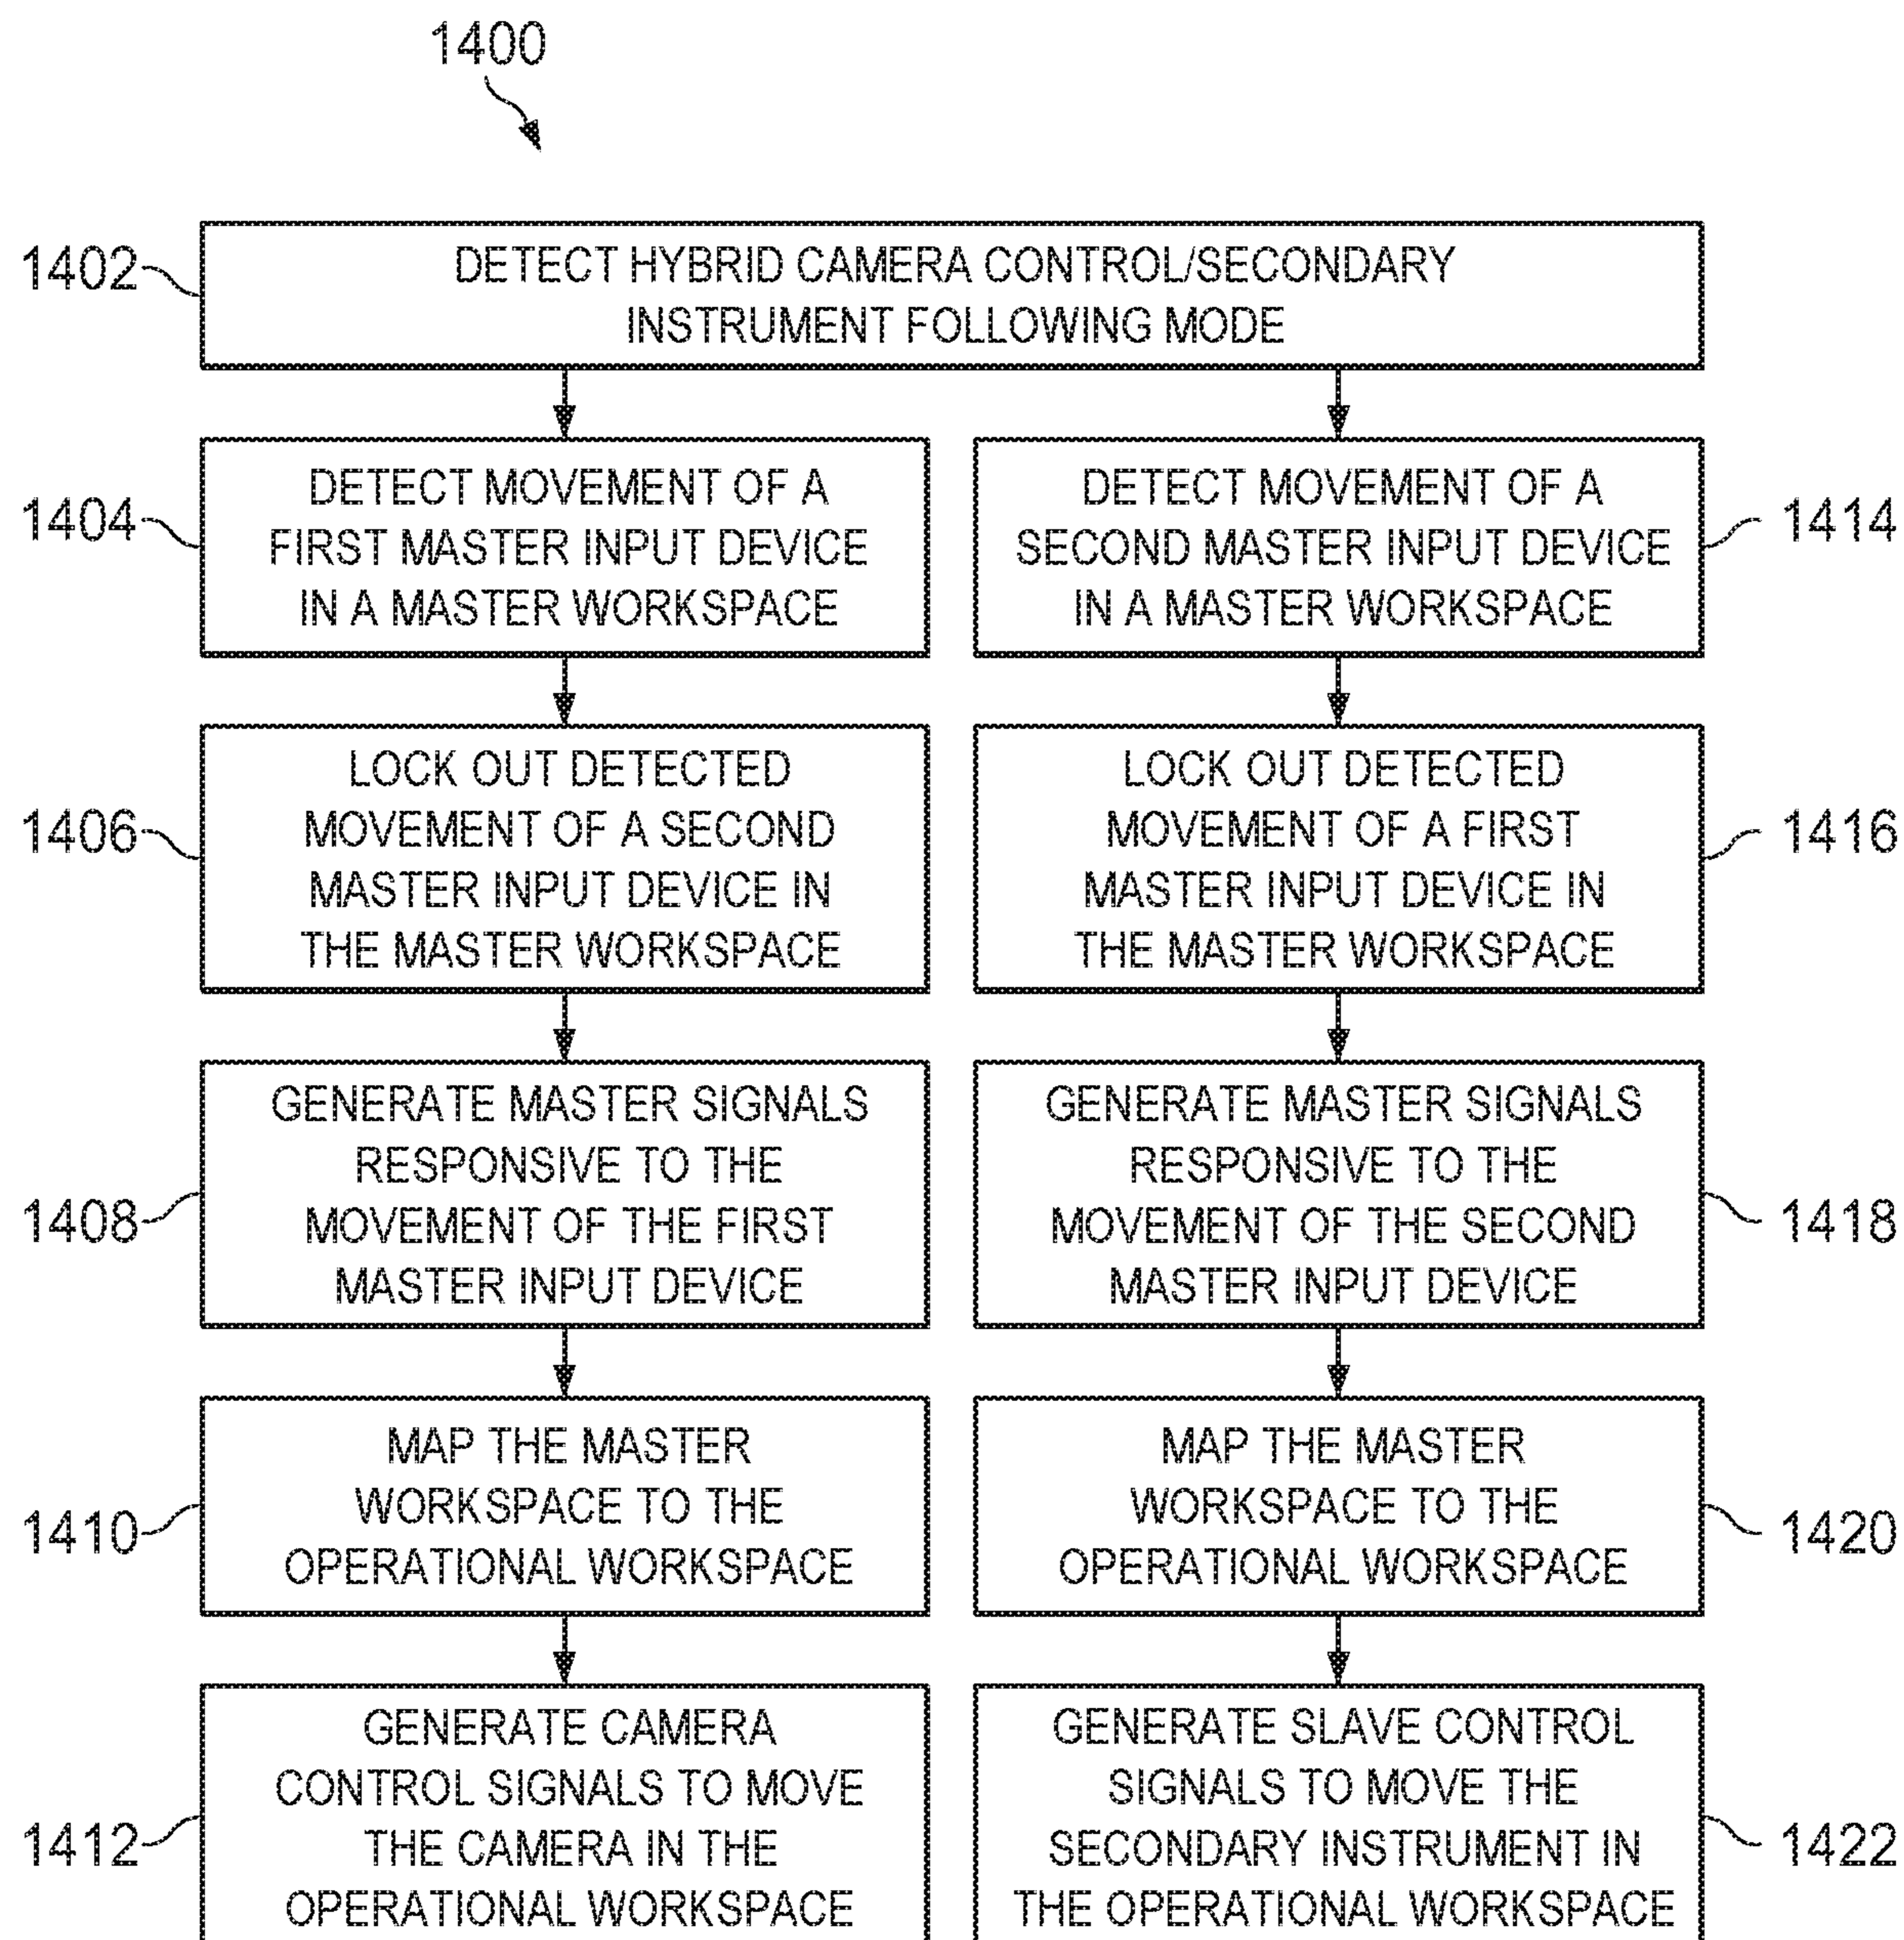 1400
1402
DETECT HYBRID CAMERA CONTROL/SECONDARY
INSTRUMENT FOLLOWING MODE
1404
DETECT MOVEMENT OF A
FIRST MASTER INPUT DEVICE
IN A MASTER WORKSPACE
1406
LOCK OUT DETECTED
MOVEMENT OF A SECOND
MASTER INPUT DEVICE IN
THE MASTER WORKSPACE
1408
GENERATE MASTER SIGNALS
RESPONSIVE TO THE
MOVEMENT OF THE FIRST
MASTER INPUT DEVICE
1410
MAP THE MASTER
WORKSPACE TO THE
OPERATIONAL WORKSPACE
1412
GENERATE CAMERA
CONTROL SIGNALS TO MOVE
THE CAMERA IN THE
OPERATIONAL WORKSPACE
DETECT MOVEMENT OF A
SECOND MASTER INPUT DEVICE
IN A MASTER WORKSPACE
1414
LOCK OUT DETECTED
MOVEMENT OF A FIRST
MASTER INPUT DEVICE IN
THE MASTER WORKSPACE
1416
GENERATE MASTER SIGNALS
RESPONSIVE TO THE
MOVEMENT OF THE SECOND
MASTER INPUT DEVICE
1418
MAP THE MASTER
WORKSPACE TO THE
OPERATIONAL WORKSPACE
1420
GENERATE SLAVE CONTROL
SIGNALS TO MOVE THE
SECONDARY INSTRUMENT IN
THE OPERATIONAL WORKSPACE
1422